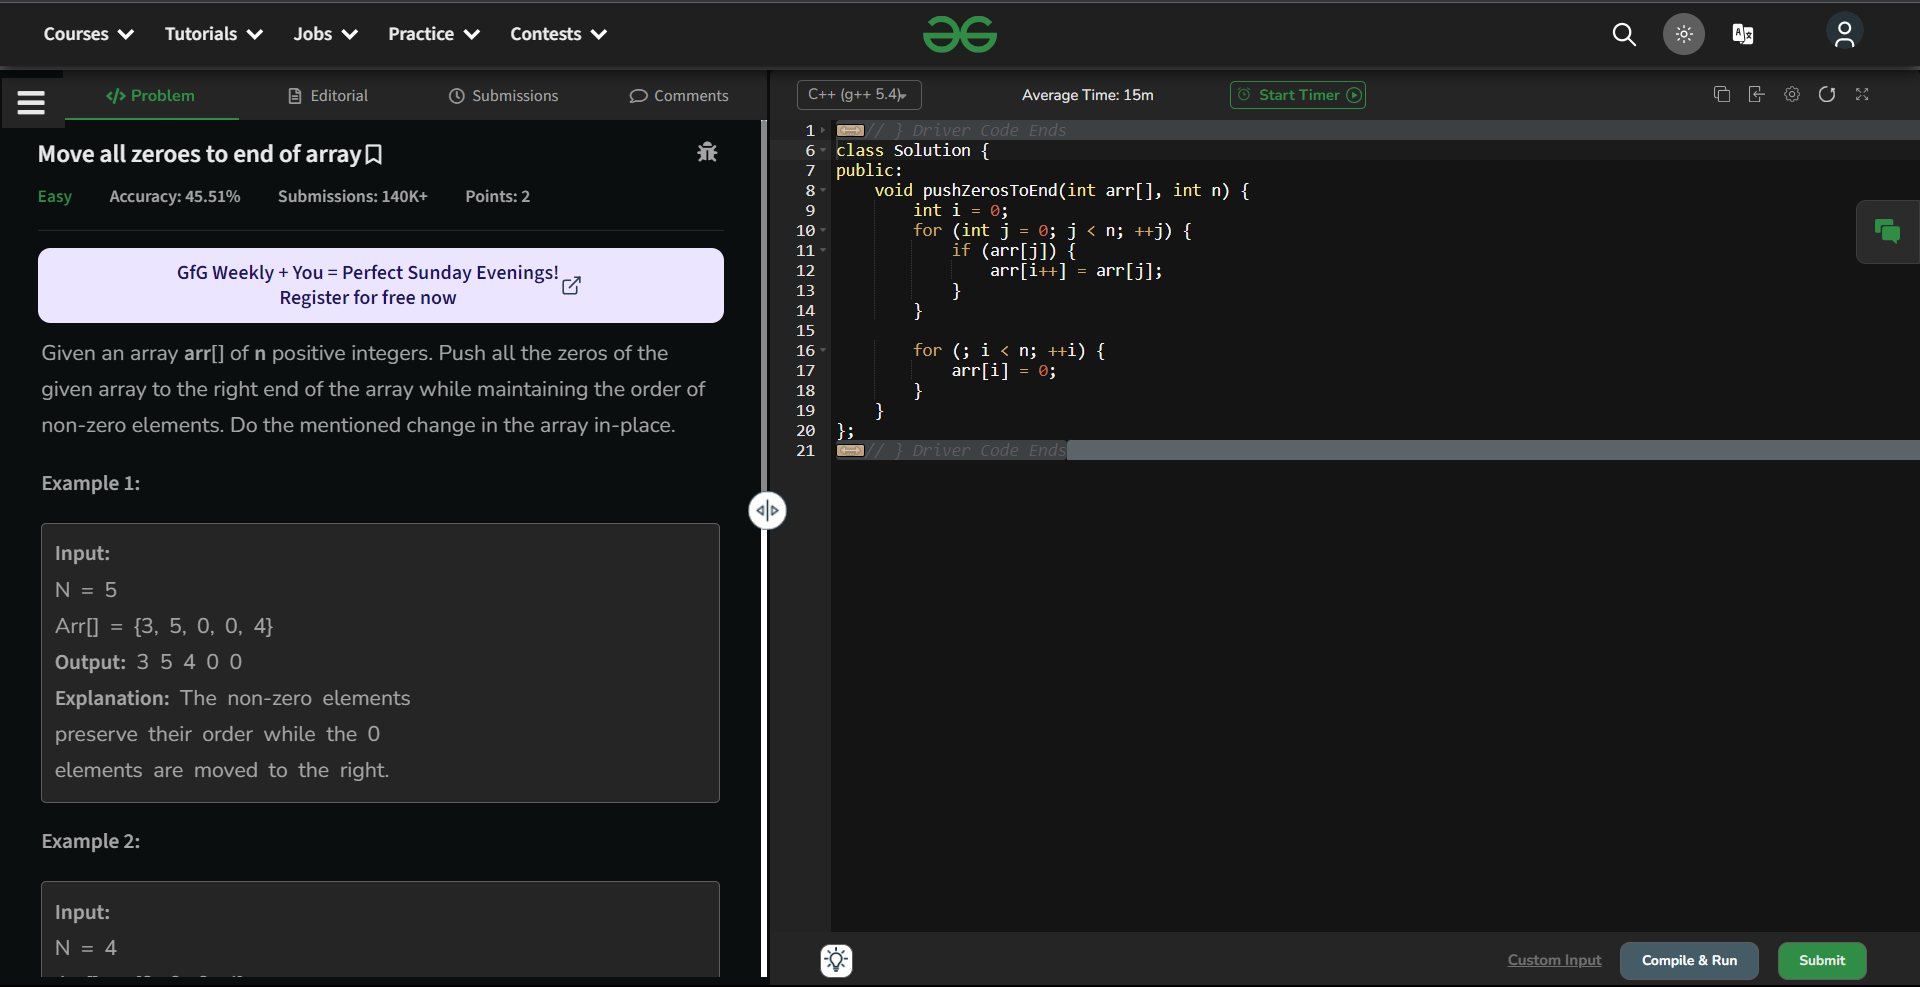 Courses Tutorials Jobs Practice Contests
Problem Editorial Submissions Comments
Move all zeroes to end of array
Easy Accuracy: 45.51% Submissions: 140K+ Points: 2
GfG Weekly + You = Perfect Sunday Evenings!
Register for free now
Given an array arr[] of n positive integers. Push all the zeros of the
given array to the right end of the array while maintaining the order of
non-zero elements. Do the mentioned change in the array in-place.
Example 1:
Input:
N = 5
Arr[] = {3, 5, 0, 0, 4}
Output: 3 5 4 0 0
Explanation: The non-zero elements
preserve their order while the 0
elements are moved to the right.
Example 2:
Input:
N = 4
C++ (g++ 5.4) Average Time: 15m Start Timer
1 // } Driver Code Ends
6 class Solution {
7 public:
8 void pushZerosToEnd(int arr[], int n) {
9 int i = 0;
10 for (int j = 0; j < n; ++j) {
11 if (arr[j]) {
12 arr[i++] = arr[j];
13 }
14 }
15
16 for (; i < n; ++i) {
17 arr[i] = 0;
18 }
19 }
20 };
21 // } Driver Code Ends
Custom Input Compile & Run Submit